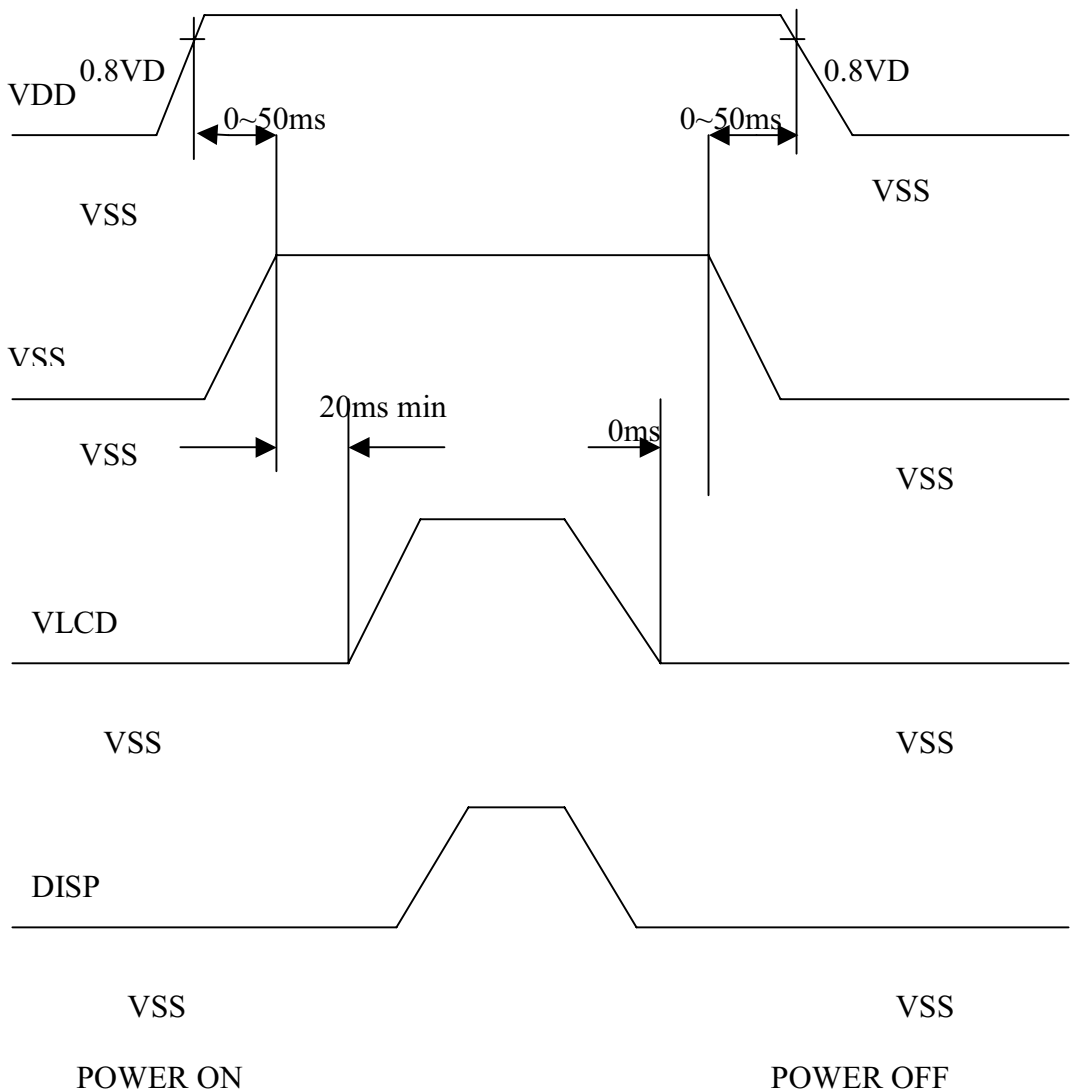 0.8VD 0.8VD
VDD
0~50ms 0~50ms
VSS VSS
VSS
20ms min 0ms
VSS VSS
VLCD
VSS VSS
DISP
VSS VSS
POWER ON POWER OFF